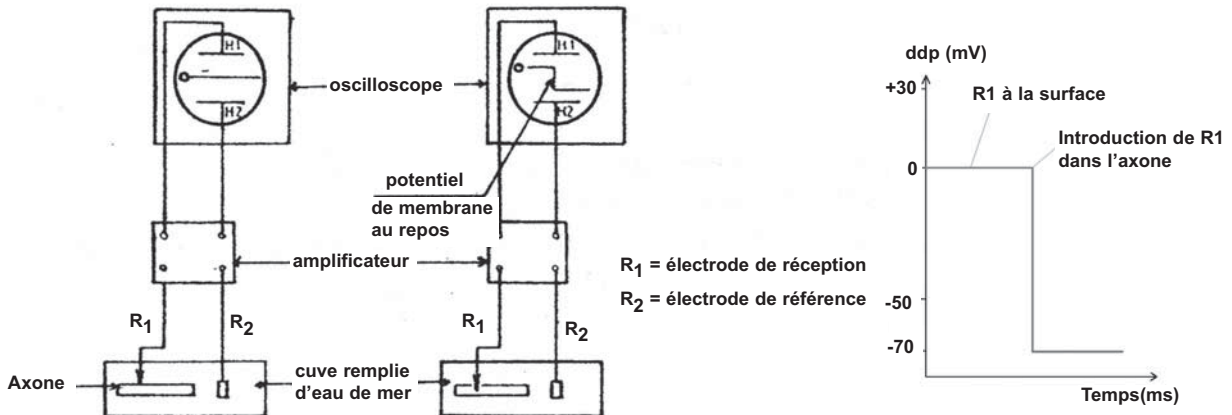 H1
H2
oscilloscope
H1
H2
potentiel
de membrane
au repos
amplificateur
R1
R2
R1
R2
Axone
cuve remplie
d'eau de mer
R1 = électrode de réception
R2 = électrode de référence
ddp (mV)
+30
R1 à la surface
Introduction de R1
dans l'axone
0
-50
-70
Temps(ms)